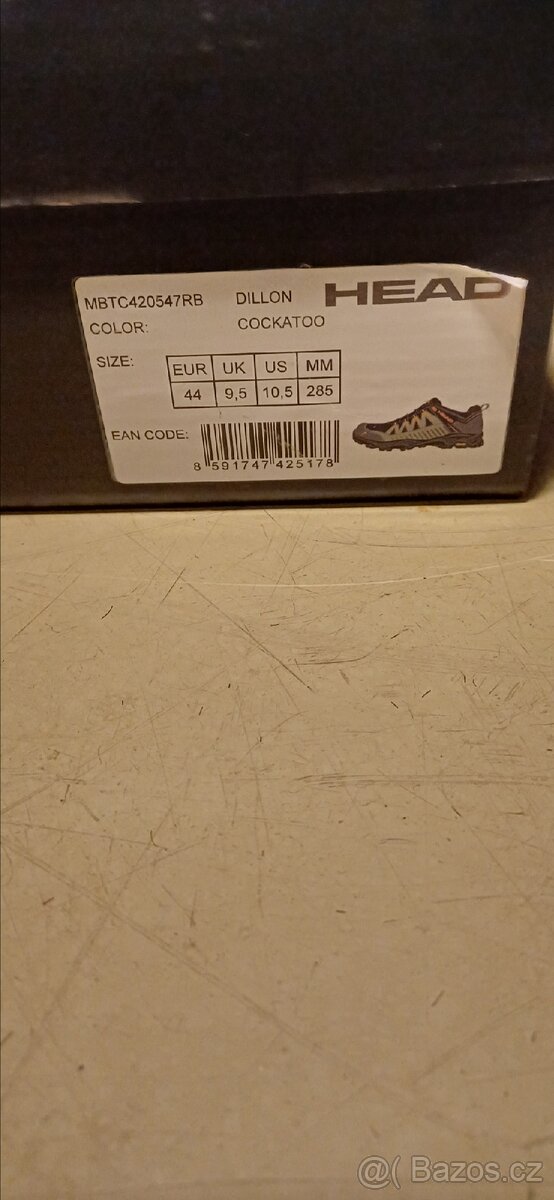 MBTC420547RB DILLON HEAD
COLOR: COCKATOO
SIZE:
EUR UK US MM
44 9,5 10,5 285
EAN CODE:
8 591747 425178
@( Bazos.cz